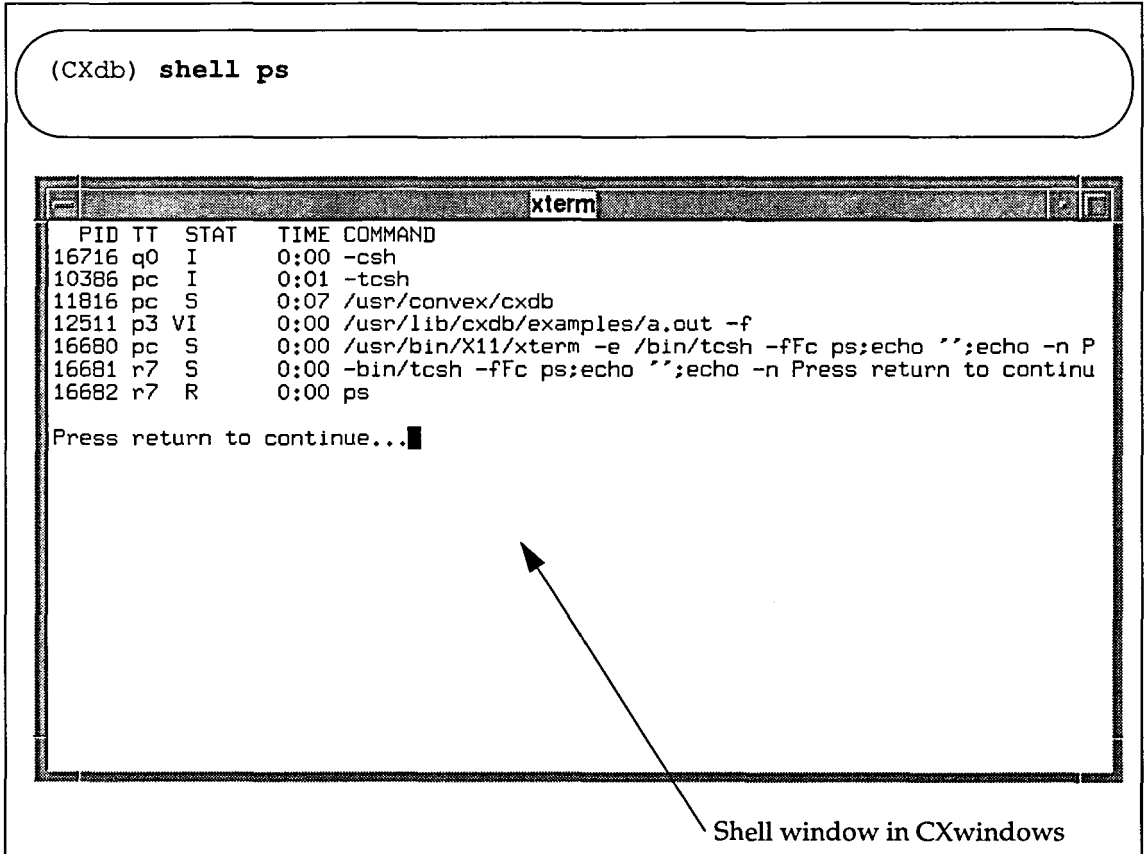 (CXdb) shell ps
xterm
PID TT STAT TIME COMMAND
16716 q0 I 0:00 -csh
10386 pc I 0:01 -tcsh
11816 pc S 0:07 /usr/convex/cxdb
12511 p3 VI 0:00 /usr/lib/cxdb/examples/a.out -f
16680 pc S 0:00 /usr/bin/X11/xterm -e /bin/tcsh -fFc ps;echo '';echo -n P
16681 r7 S 0:00 -bin/tcsh -fFc ps;echo '';echo -n Press return to continu
16682 r7 R 0:00 ps
Press return to continue...
Shell window in CXwindows